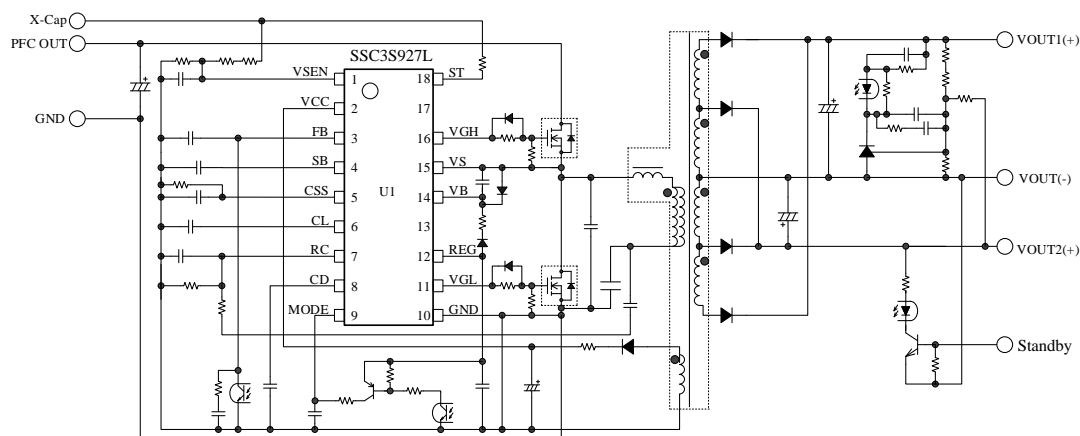 X-Cap
PFC OUT
GND
SSC3S927L
VSEN 1 18 ST
VCC 2 17
FB 3 16 VGH
SB 4 15 VS
CSS 5 U1 14 VB
CL 6 13
RC 7 12 REG
CD 8 11 VGL
MODE 9 10 GND
VOUT1(+)
VOUT(-)
VOUT2(+)
Standby